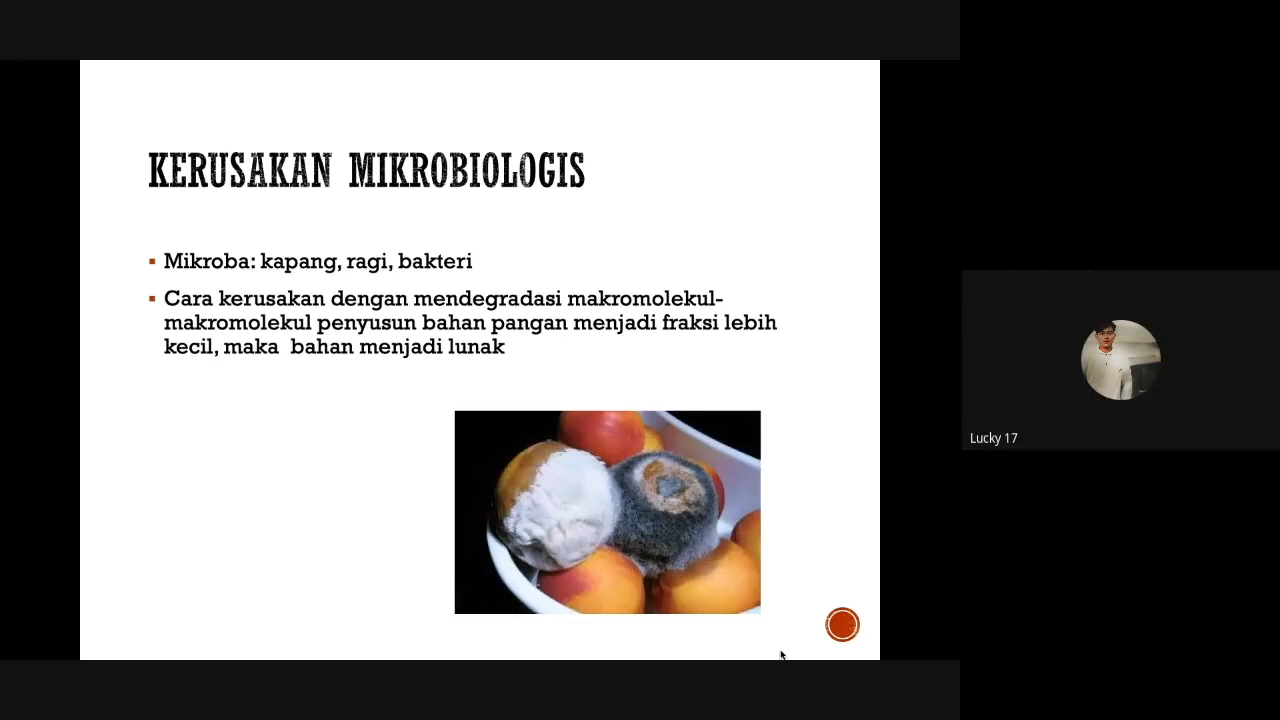 KERUSAKAN MIKROBIOLOGIS
Mikroba: kapang, ragi, bakteri
Cara kerusakan dengan mendegradasi makromolekul-
makromolekul penyusun bahan pangan menjadi fraksi lebih
kecil, maka  bahan menjadi lunak
Lucky 17